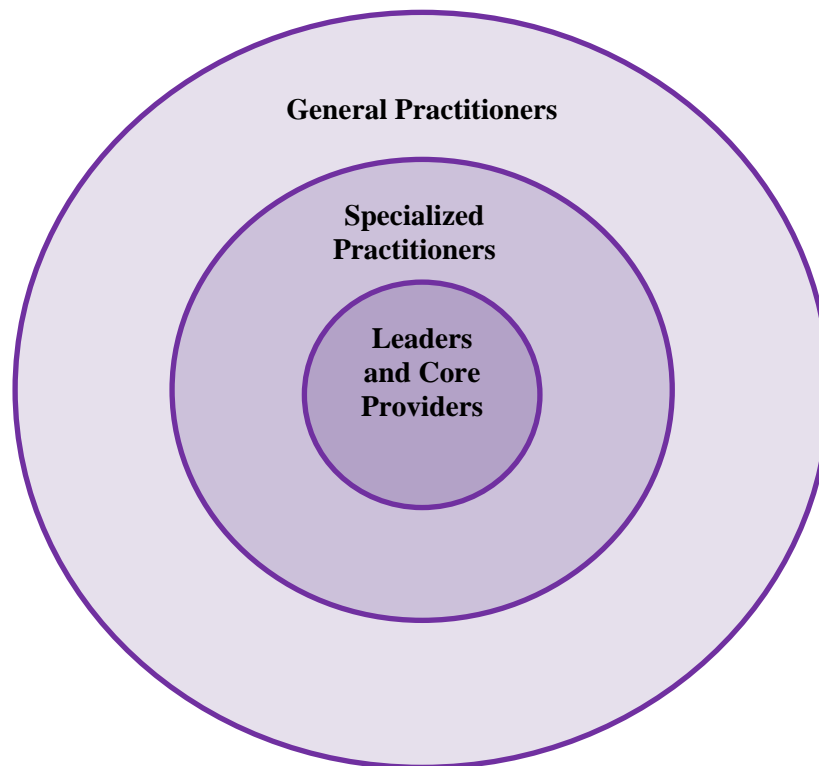 General Practitioners
Specialized
Practitioners
Leaders
and Core
Providers